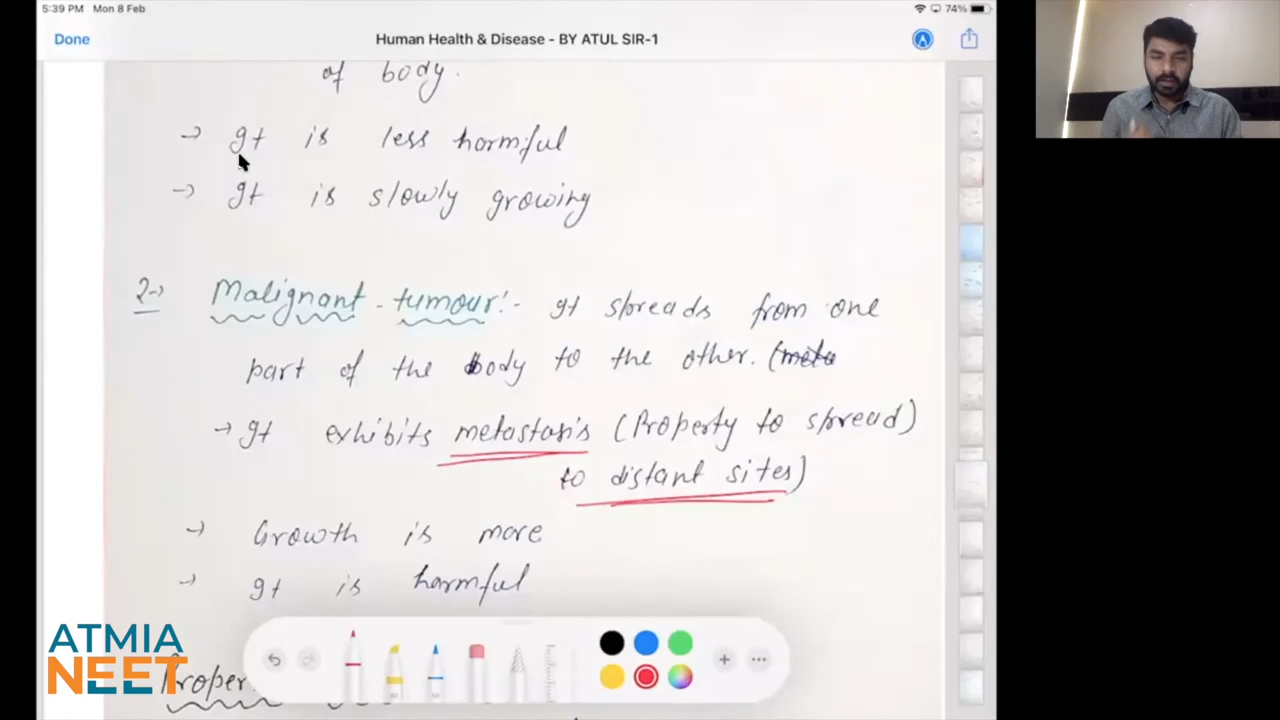 5:39 PM Mon 8 Feb
74%
Done
Human Health & Disease - BY ATUL SIR-1
of body.
→ It is less harmful
→ It is slowly growing
2→ Malignant - tumour:- It spreads from one
part of the body to the other. (meta
→ It exhibits metastasis (Property to spread)
to distant sites)
→ Growth is more
→ It is harmful
ATMIA
NEET
Proper